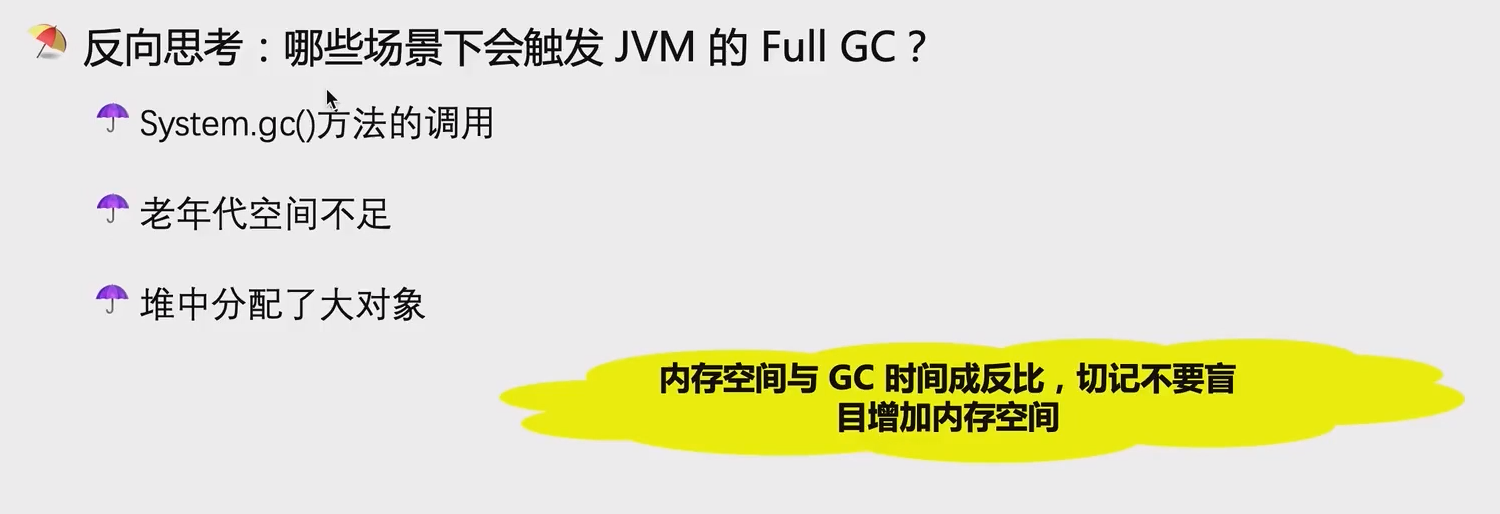 反向思考：哪些场景下会触发 JVM 的 Full GC？
System.gc()方法的调用
老年代空间不足
堆中分配了大对象
内存空间与 GC 时间成反比，切记不要盲
目增加内存空间